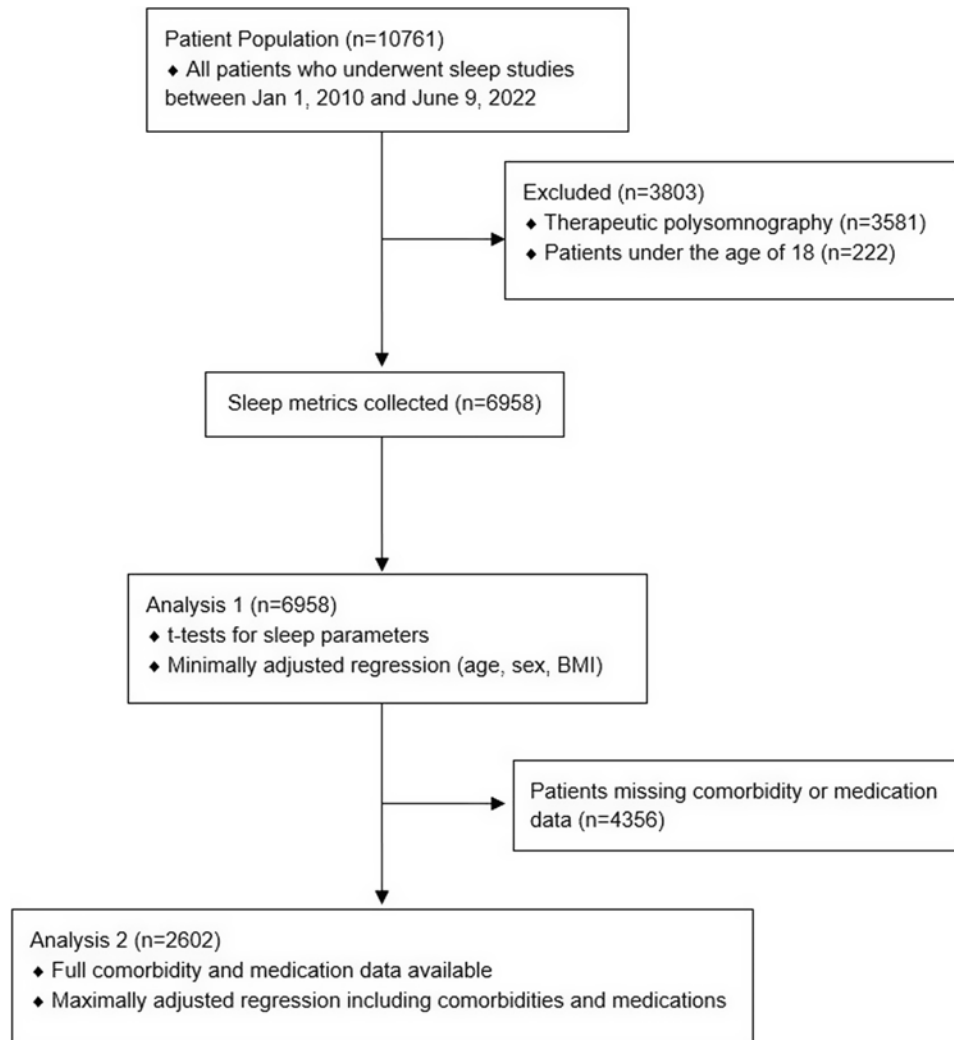 Patient Population (n=10761)
◆ All patients who underwent sleep studies
between Jan 1, 2010 and June 9, 2022
Excluded (n=3803)
◆ Therapeutic polysomnography (n=3581)
◆ Patients under the age of 18 (n=222)
Sleep metrics collected (n=6958)
Analysis 1 (n=6958)
◆ t-tests for sleep parameters
◆ Minimally adjusted regression (age, sex, BMI)
Patients missing comorbidity or medication
data (n=4356)
Analysis 2 (n=2602)
◆ Full comorbidity and medication data available
◆ Maximally adjusted regression including comorbidities and medications